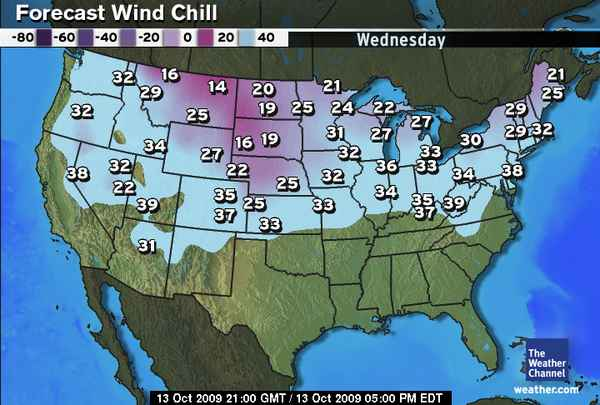 Forecast Wind Chill
-80 -60 -40 -20 0 20 40
Wednesday
32 16 14 20 21 21
29 19 25 24 22 25
32 25 27 29
34 27 16 19 31 27 33 30 29 32
32
38 32 22 25 32 36 33 34 38
22 39 35 25 33 34 35 39
37 33 37
31
The
Weather
Channel
weather.com
13 Oct 2009 21:00 GMT / 13 Oct 2009 05:00 PM EDT